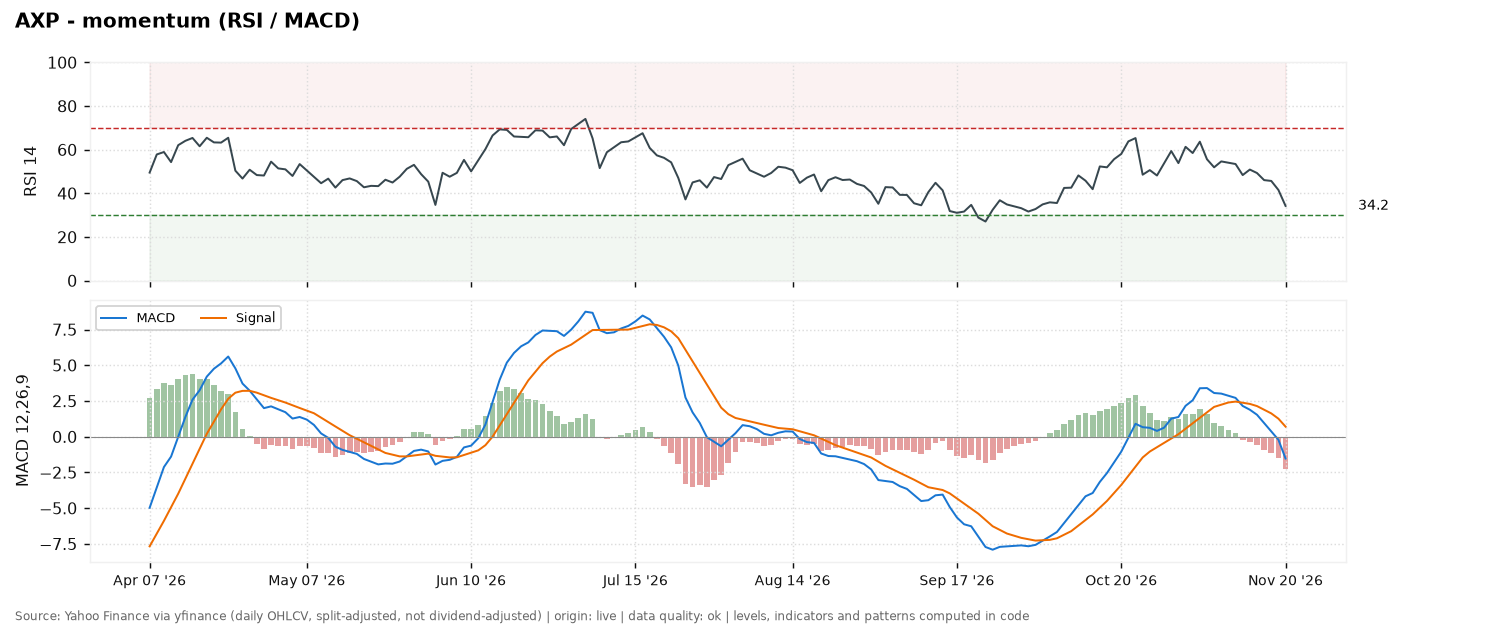 AXP - momentum (RSI / MACD)
100
80
60
40
20
0
RSI 14
34.2
MACD
Signal
7.5
5.0
2.5
0.0
−2.5
−5.0
−7.5
MACD 12,26,9
Apr 07 '26
May 07 '26
Jun 10 '26
Jul 15 '26
Aug 14 '26
Sep 17 '26
Oct 20 '26
Nov 20 '26
Source: Yahoo Finance via yfinance (daily OHLCV, split-adjusted, not dividend-adjusted) | origin: live | data quality: ok | levels, indicators and patterns computed in code